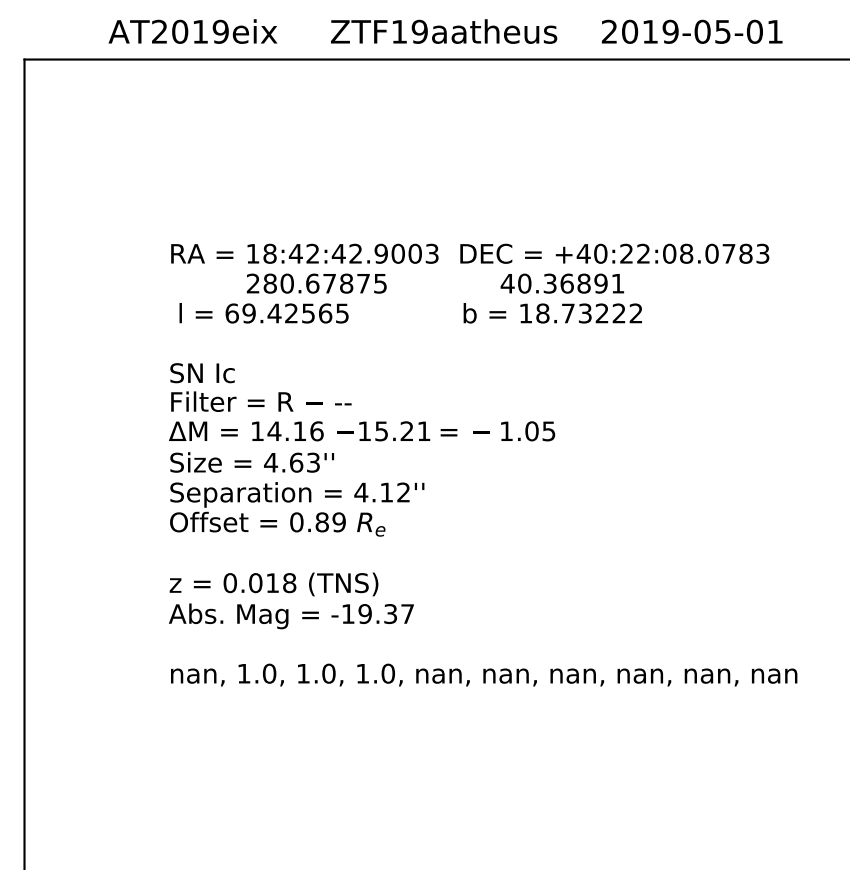 AT2019eix ZTF19aatheus 2019-05-01
RA = 18:42:42.9003 DEC = +40:22:08.0783
280.67875 40.36891
l = 69.42565 b = 18.73222
SN Ic
Filter = R − --
ΔM = 14.16 −15.21 = − 1.05
Size = 4.63''
Separation = 4.12''
Offset = 0.89 Rₑ
z = 0.018 (TNS)
Abs. Mag = -19.37
nan, 1.0, 1.0, 1.0, nan, nan, nan, nan, nan, nan